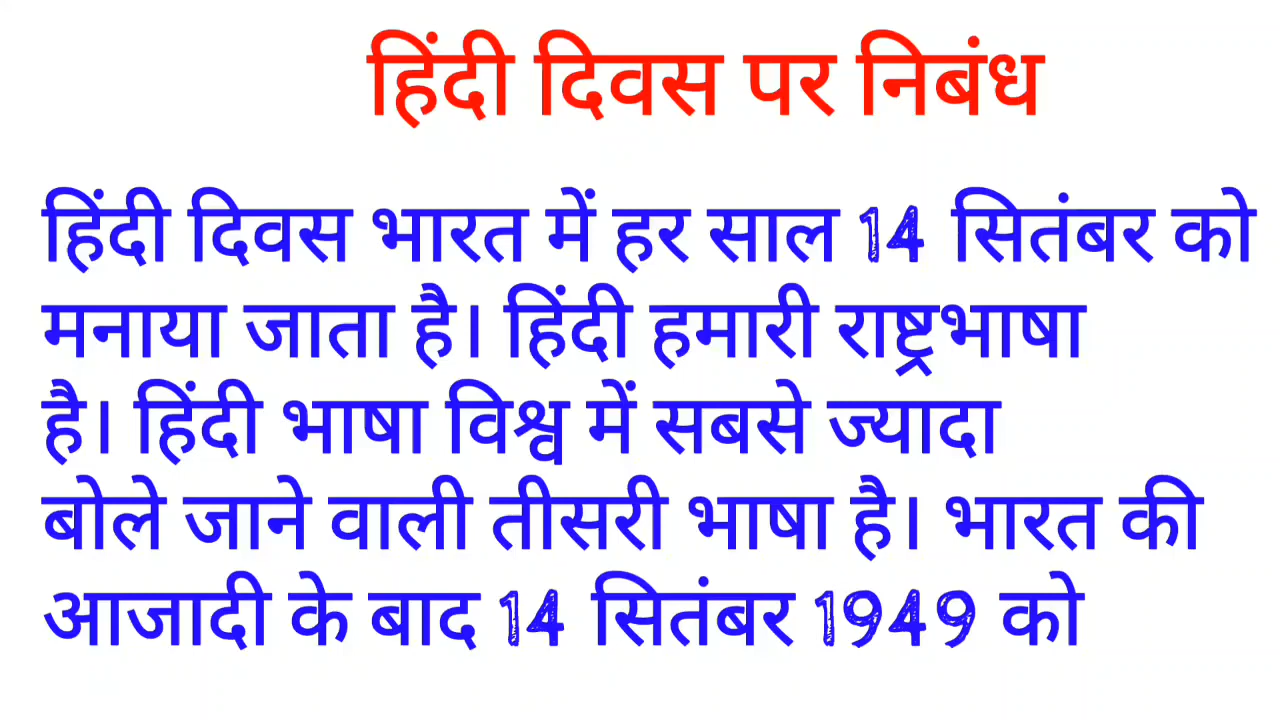 हिंदी दिवस पर निबंध
हिंदी दिवस भारत में हर साल 14 सितंबर को
मनाया जाता है। हिंदी हमारी राष्ट्रभाषा
है। हिंदी भाषा विश्व में सबसे ज्यादा
बोले जाने वाली तीसरी भाषा है। भारत की
आजादी के बाद 14 सितंबर 1949 को